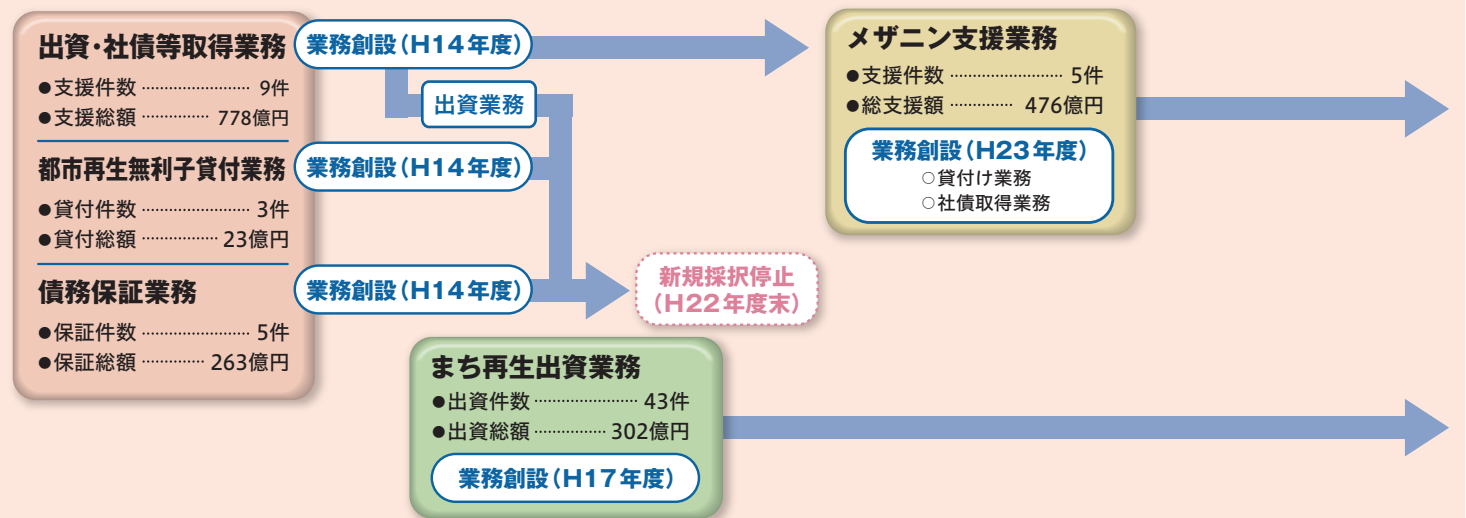 出資・社債等取得業務
●支援件数 …………………… 9件
●支援総額 …………… 778億円
業務創設（H14年度）
出資業務
都市再生無利子貸付業務
●貸付件数 …………………… 3件
●貸付総額 …………… 23億円
業務創設（H14年度）
債務保証業務
●保証件数 …………………… 5件
●保証総額 …………… 263億円
業務創設（H14年度）
新規採択停止
（H22年度末）
メザニン支援業務
●支援件数 …………………… 5件
●総支援額 …………… 476億円
業務創設（H23年度）
○貸付け業務
○社債取得業務
まち再生出資業務
●出資件数 …………………… 43件
●出資総額 …………… 302億円
業務創設（H17年度）